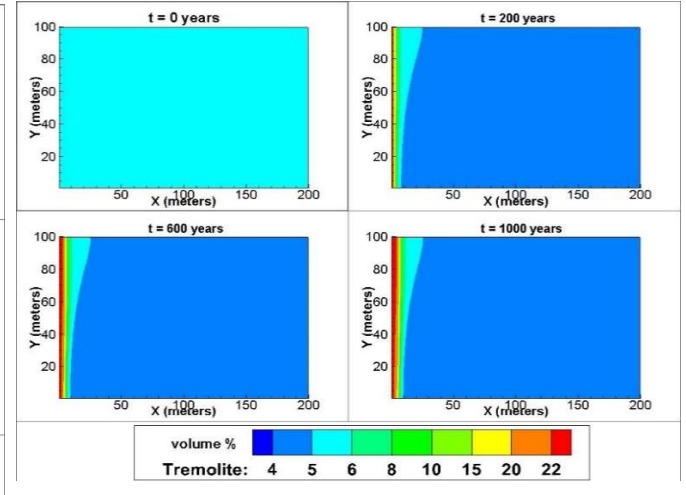 t = 0 years
100
80
60
40
20
Y (meters)
50
100
150
200
X (meters)
t = 200 years
100
80
60
40
20
Y (meters)
50
100
150
200
X (meters)
t = 600 years
100
80
60
40
20
Y (meters)
50
100
150
200
X (meters)
t = 1000 years
100
80
60
40
20
Y (meters)
50
100
150
200
X (meters)
volume %
Tremolite: 4 5 6 8 10 15 20 22